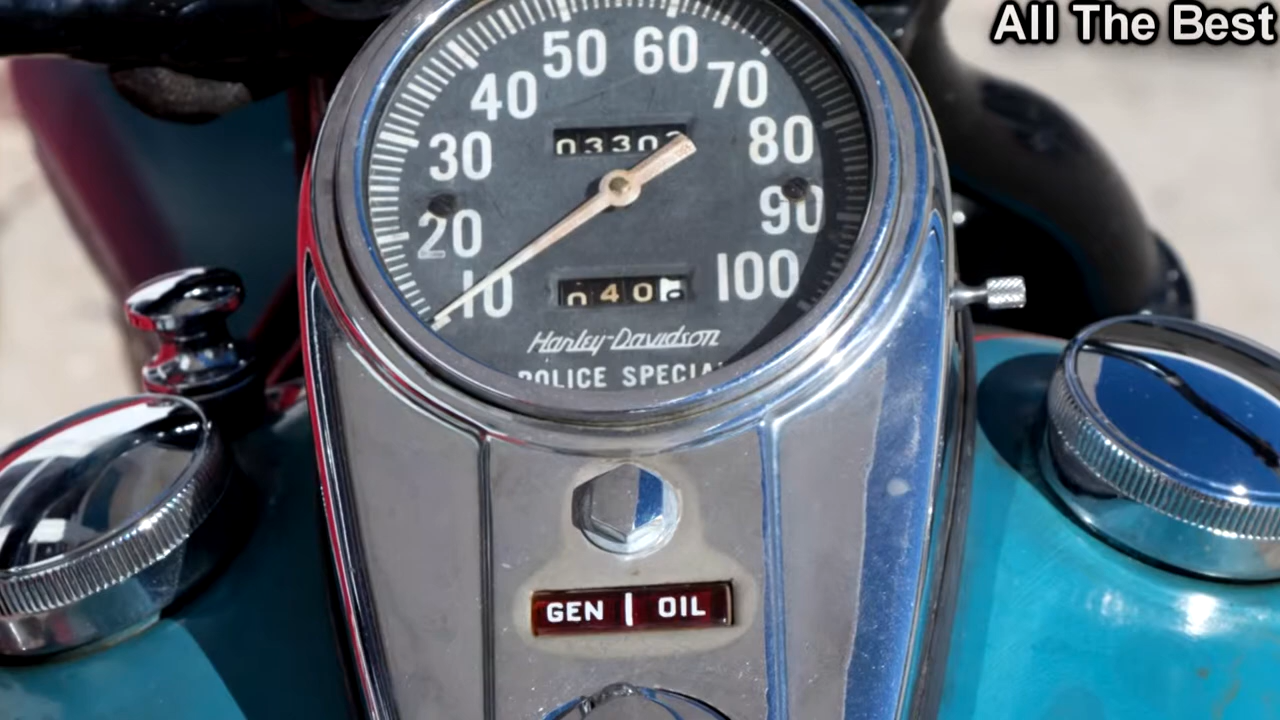 All The Best
50 60
40 70
30 80
20 90
10 100
0330
040
Harley-Davidson
POLICE SPECIAL
GEN | OIL